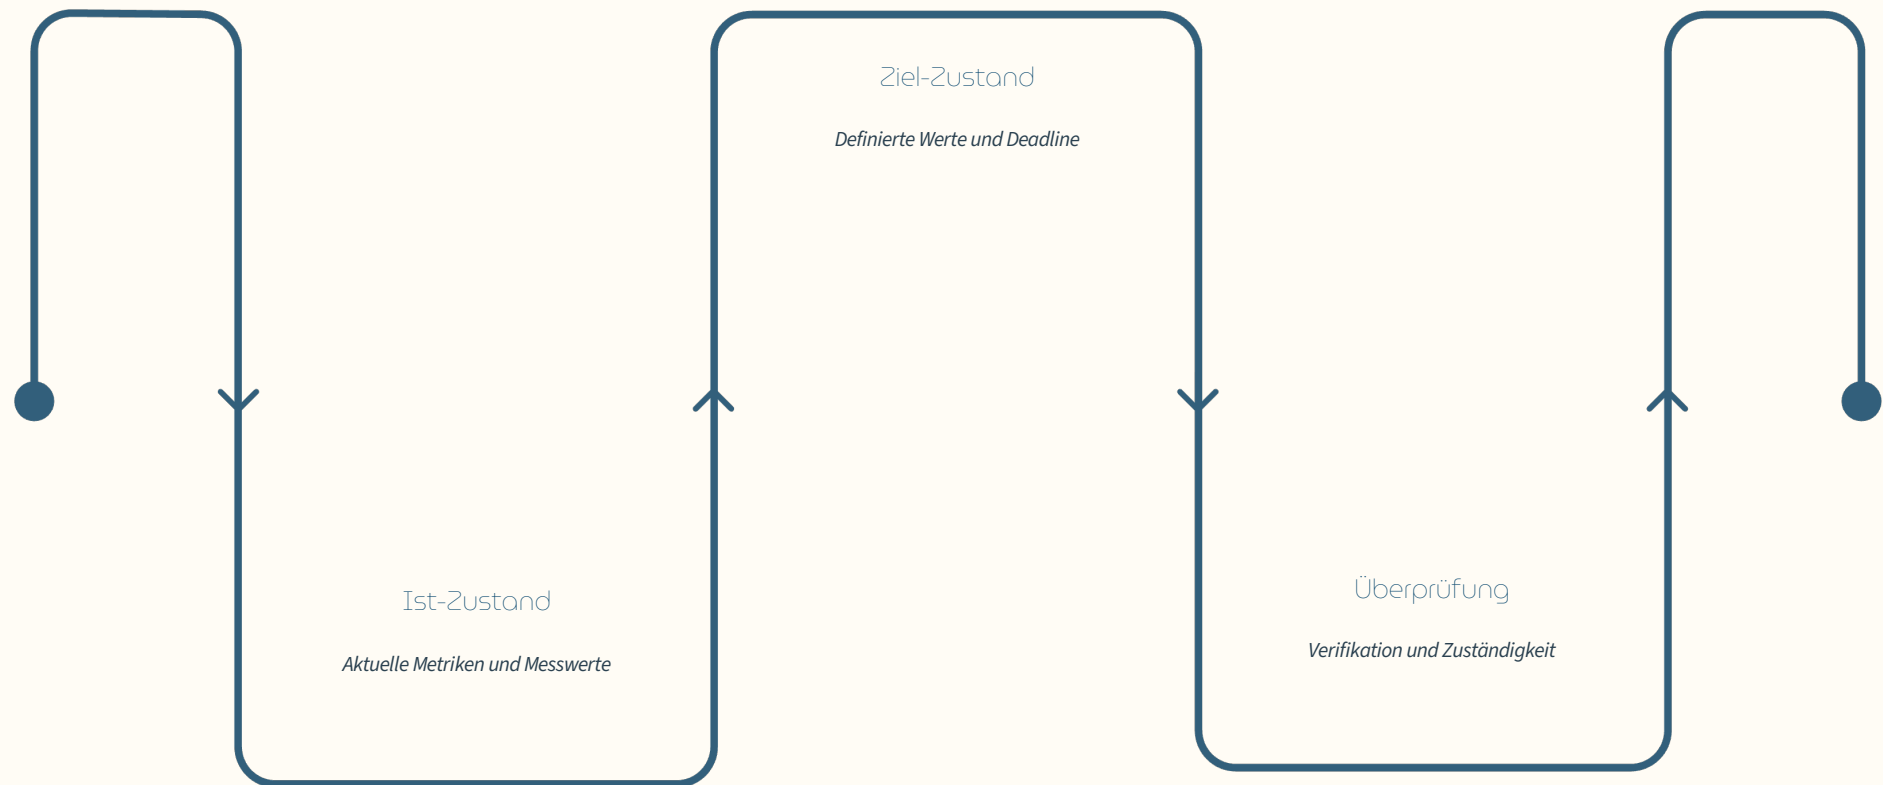 Ziel-Zustand
Definierte Werte und Deadline
Ist-Zustand
Aktuelle Metriken und Messwerte
Überprüfung
Verifikation und Zuständigkeit